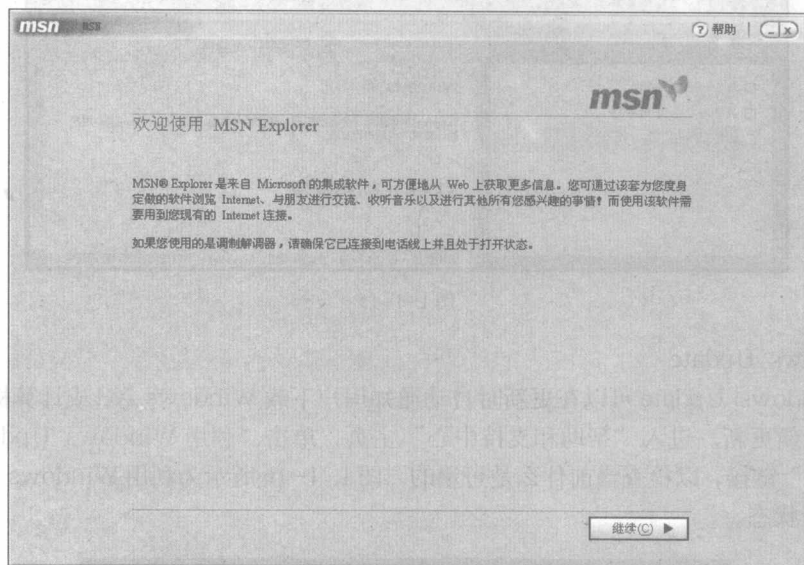 msn
帮助
msn
欢迎使用 MSN Explorer
MSN® Explorer 是来自 Microsoft 的集成软件，可方便地从 Web 上获取更多信息。您可通过该套为您度身
定做的软件浏览 Internet、与朋友进行交流、收听音乐以及进行其他所有您感兴趣的事情！而使用该软件需
要用到您现有的 Internet 连接。
如果您使用的是调制解调器，请确保它已连接到电话线上并且处于打开状态。
继续(C)